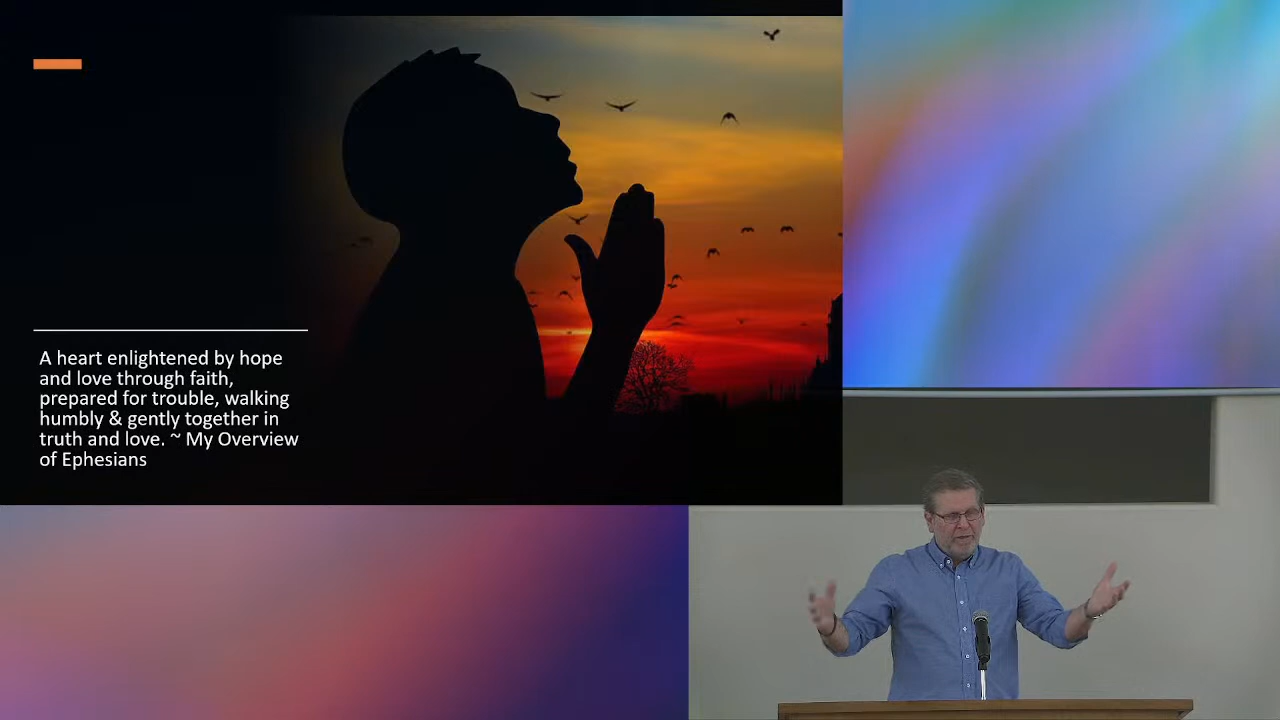 A heart enlightened by hope
and love through faith,
prepared for trouble, walking
humbly & gently together in
truth and love. ~ My Overview
of Ephesians